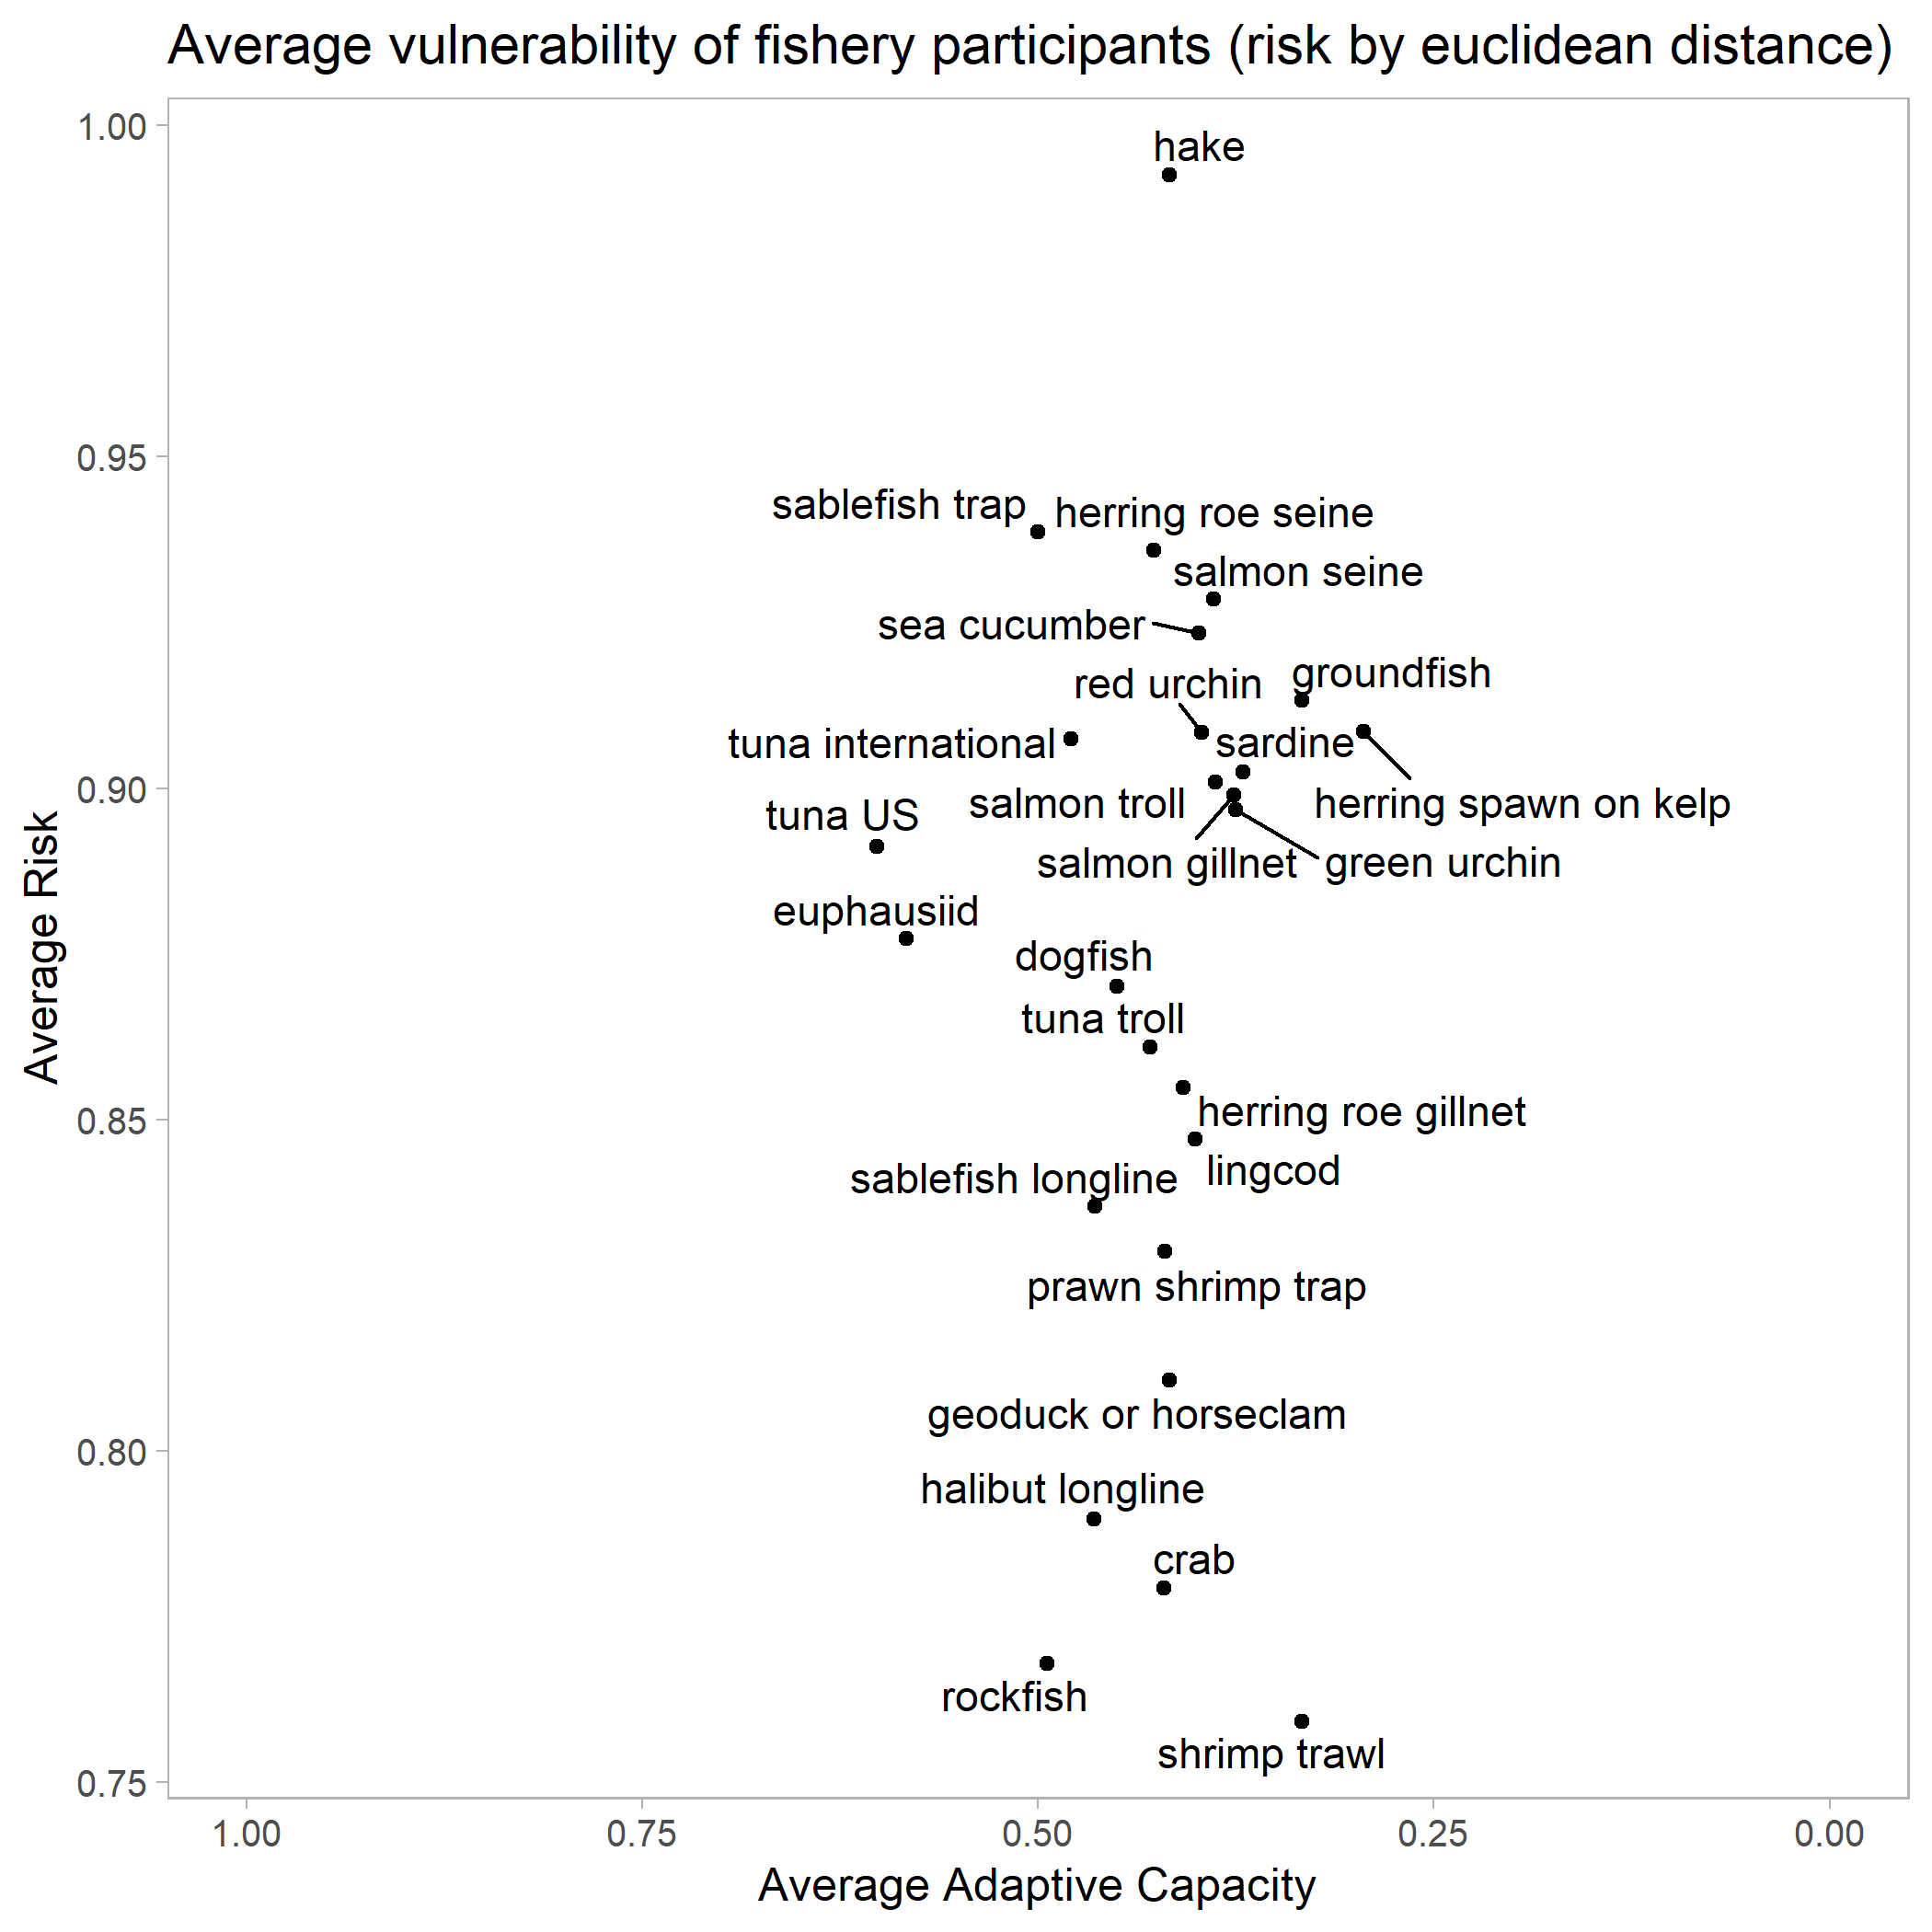 Average vulnerability of fishery participants (risk by euclidean distance)
1.00
hake
0.95
sablefish trap
herring roe seine
salmon seine
sea cucumber
groundfish
red urchin
tuna international
sardine
0.90
salmon troll
herring spawn on kelp
tuna US
salmon gillnet
green urchin
euphausiid
dogfish
Average Risk
tuna troll
0.85
herring roe gillnet
lingcod
sablefish longline
prawn shrimp trap
geoduck or horseclam
0.80
halibut longline
crab
rockfish
shrimp trawl
0.75
1.00
0.75
0.50
0.25
0.00
Average Adaptive Capacity